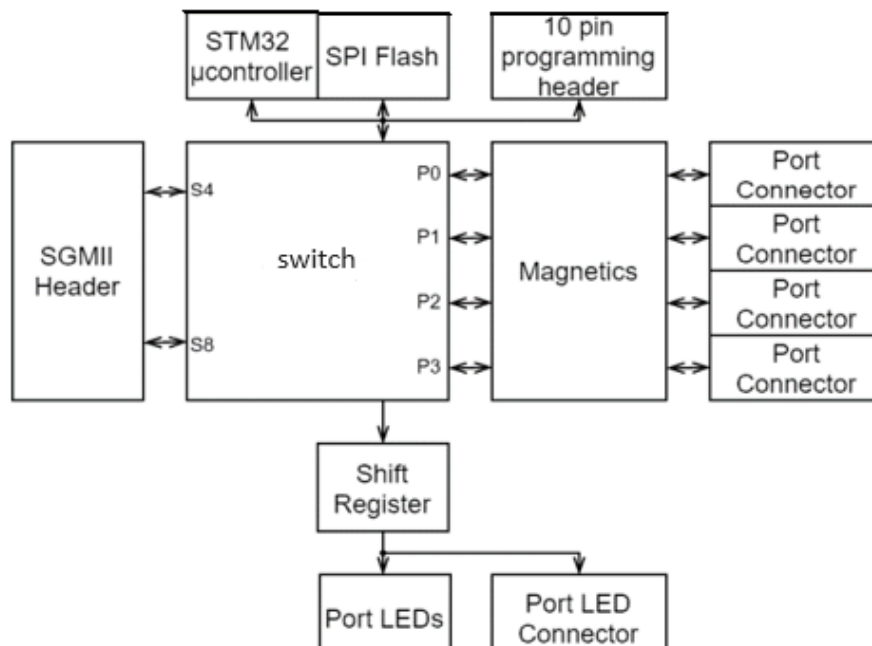 STM32
µcontroller
SPI Flash
10 pin
programming
header
SGMII
Header
S4
S8
switch
P0
P1
P2
P3
Magnetics
Port
Connector
Port
Connector
Port
Connector
Port
Connector
Shift
Register
Port LEDs
Port LED
Connector